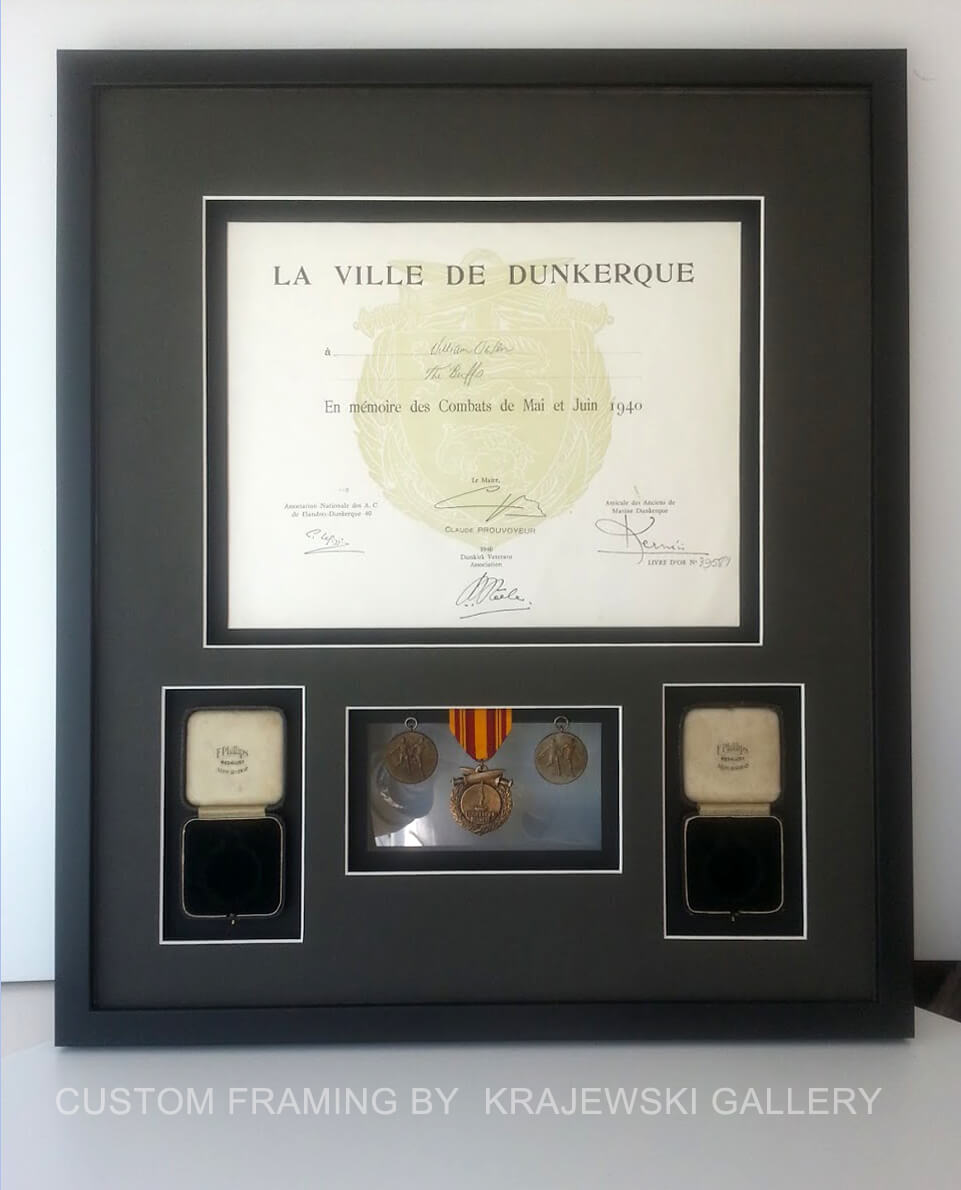 LA VILLE DE DUNKERQUE
à William
The Buffs
En mémoire des Combats de Mai et Juin 1940
Le Maire,
CLAUDE PROUVOYEUR
Association Nationale des A. C
de Flandres-Dunkerque 40
Amicale des Anciens de
Marine Dunkerque
LIVRE D'OR Nº
1940
Dunkirk Veterans
Association
F. Phillips
F. Phillips
CUSTOM FRAMING BY KRAJEWSKI GALLERY